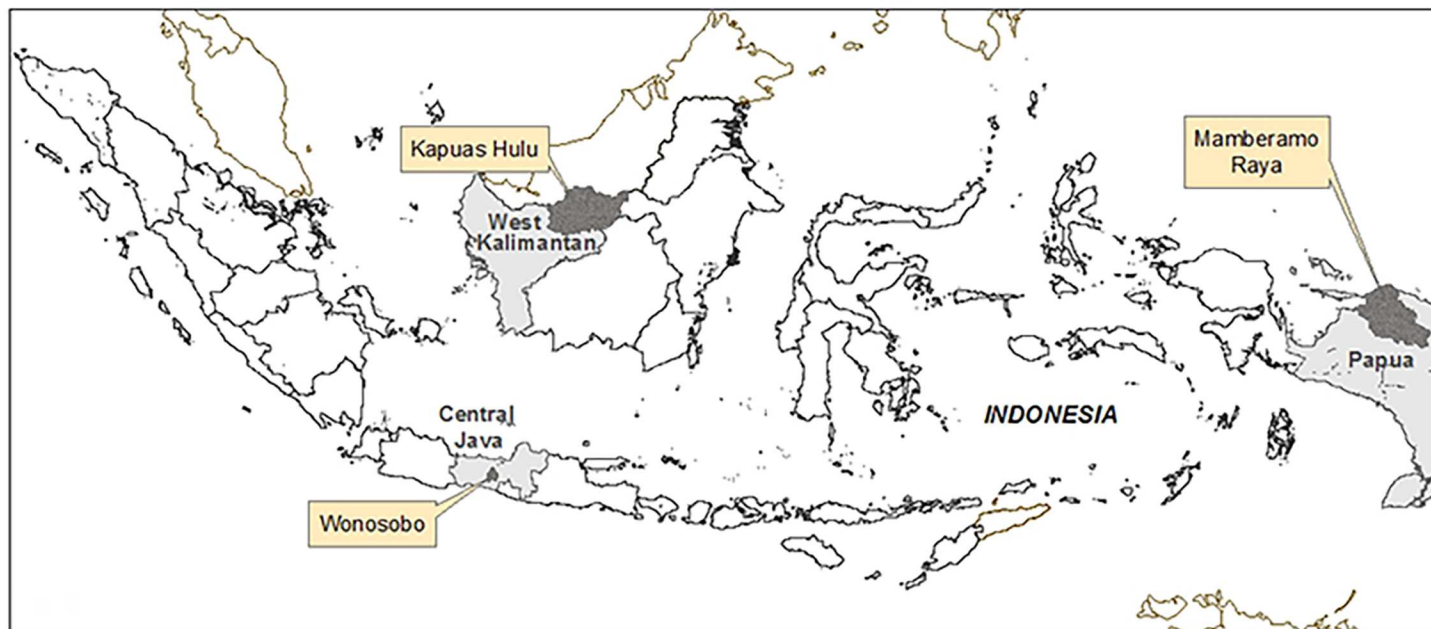 Kapuas Hulu
Mamberamo
Raya
West
Kalimantan
Papua
Central
Java
INDONESIA
Wonosobo